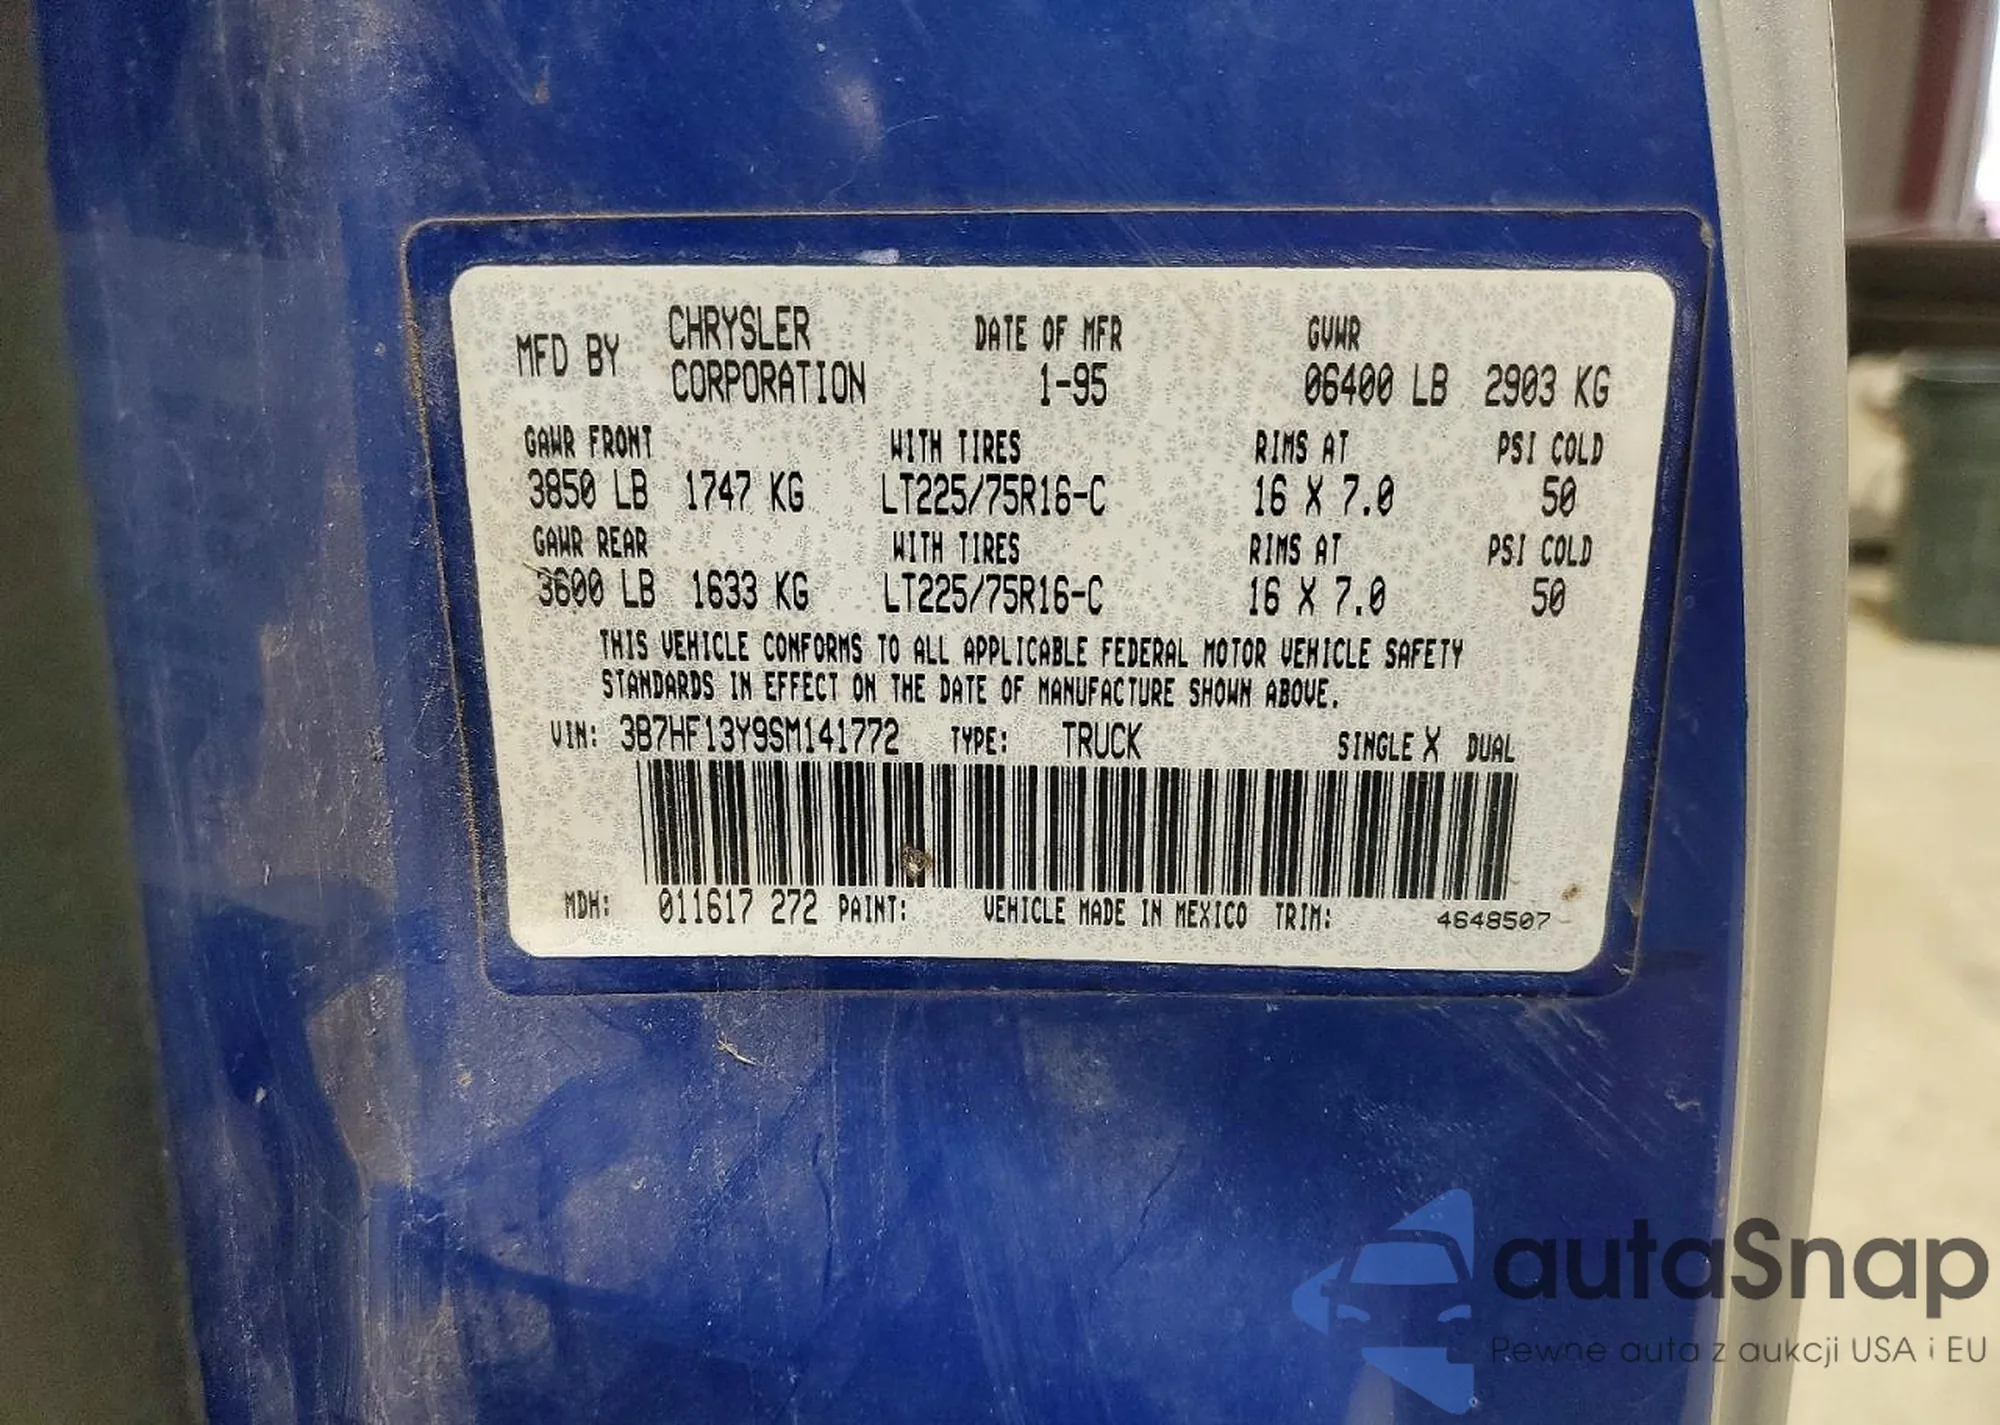 MFD BY CHRYSLER CORPORATION DATE OF MFR 1-95 GVWR 06400 LB 2903 KG
GAWR FRONT WITH TIRES RIMS AT PSI COLD
3850 LB 1747 KG LT225/75R16-C 16 X 7.0 50
GAWR REAR WITH TIRES RIMS AT PSI COLD
3600 LB 1633 KG LT225/75R16-C 16 X 7.0 50
THIS VEHICLE CONFORMS TO ALL APPLICABLE FEDERAL MOTOR VEHICLE SAFETY
STANDARDS IN EFFECT ON THE DATE OF MANUFACTURE SHOWN ABOVE.
VIN: 3B7HF13Y9SM141772 TYPE: TRUCK SINGLE X DUAL
MDH: 011617 272 PAINT: VEHICLE MADE IN MEXICO TRIM: 4648507
autaSnap
Pewne auta z aukcji USA i EU